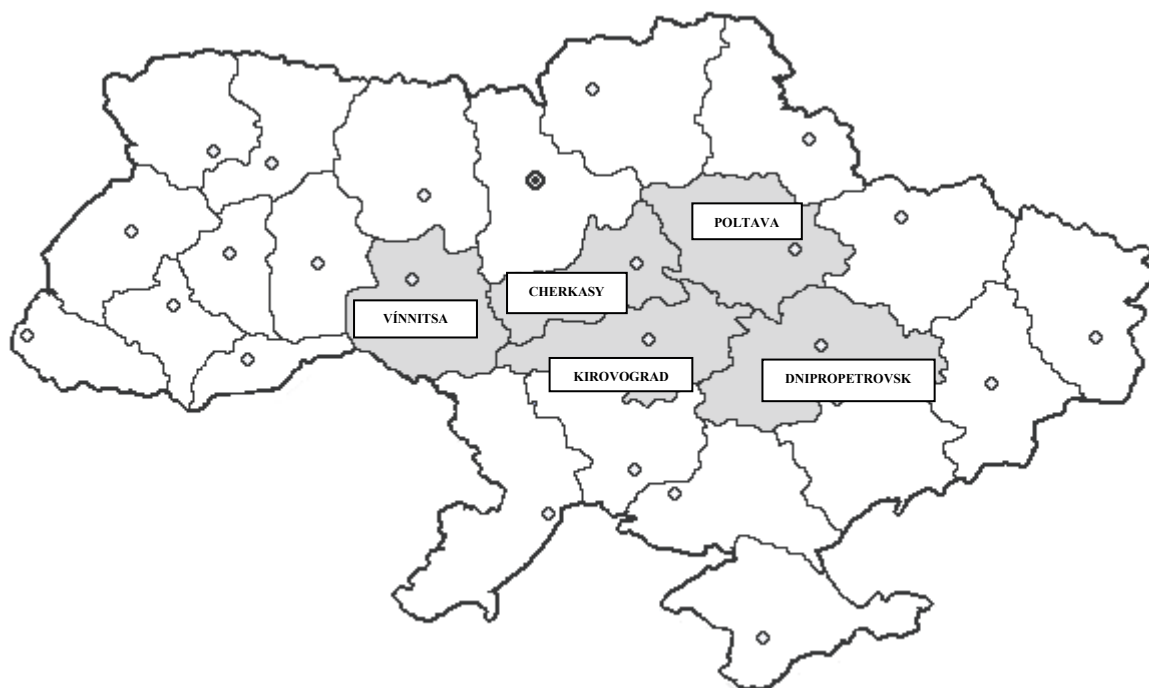 POLTAVA
CHERKASY
VÍNNITSA
KIROVOGRAD
DNIPROPETROVSK